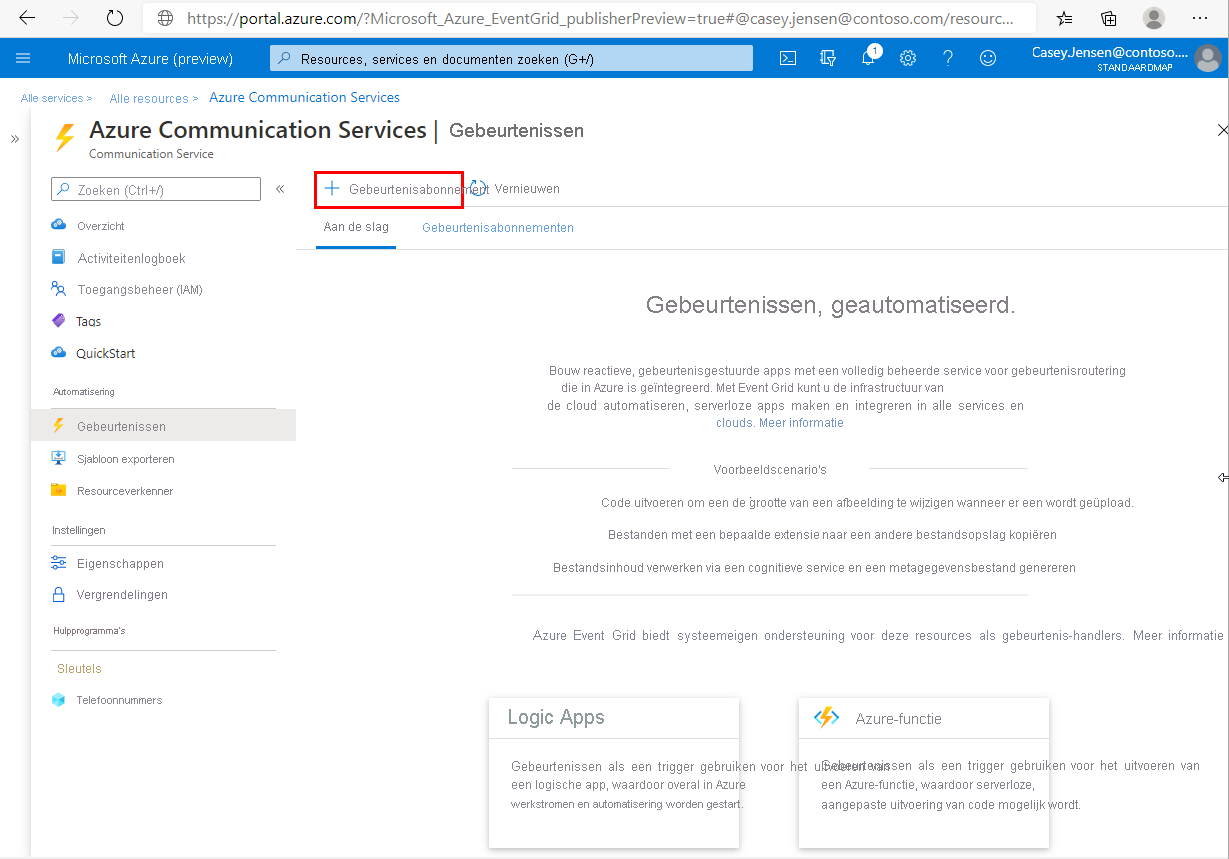 https://portal.azure.com/?Microsoft_Azure_EventGrid_publisherPreview=true#@casey.jensen@contoso.com/resourc...
Microsoft Azure (preview)
Resources, services en documenten zoeken (G+/)
1
Casey.Jensen@contoso....
STANDAARDMAP
Alle services > Alle resources > Azure Communication Services
Azure Communication Services | Gebeurtenissen
Communication Service
Zoeken (Ctrl+/)
«
»
Overzicht
Activiteitenlogboek
Toegangsbeheer (IAM)
Tags
QuickStart
Automatisering
Gebeurtenissen
Sjabloon exporteren
Resourceverkenner
Instellingen
Eigenschappen
Vergrendelingen
Hulpprogramma's
Sleutels
Telefoonnummers
Gebeurtenisabonnement Vernieuwen
Aan de slag Gebeurtenisabonnementen
Gebeurtenissen, geautomatiseerd.
Bouw reactieve, gebeurtenisgestuurde apps met een volledig beheerde service voor gebeurtenisroutering
die in Azure is geïntegreerd. Met Event Grid kunt u de infrastructuur van
de cloud automatiseren, serverloze apps maken en integreren in alle services en
clouds. Meer informatie
Voorbeeldscenario's
Code uitvoeren om een de grootte van een afbeelding te wijzigen wanneer er een wordt geüpload.
Bestanden met een bepaalde extensie naar een andere bestandsopslag kopiëren
Bestandsinhoud verwerken via een cognitieve service en een metagegevensbestand genereren
Azure Event Grid biedt systeemeigen ondersteuning voor deze resources als gebeurtenis-handlers. Meer informatie
Logic Apps
Gebeurtenissen als een trigger gebruiken voor het uitvoeren van
een logische app, waardoor overal in Azure
werkstromen en automatisering worden gestart.
Azure-functie
Gebeurtenissen als een trigger gebruiken voor het uitvoeren van
een Azure-functie, waardoor serverloze,
aangepaste uitvoering van code mogelijk wordt.